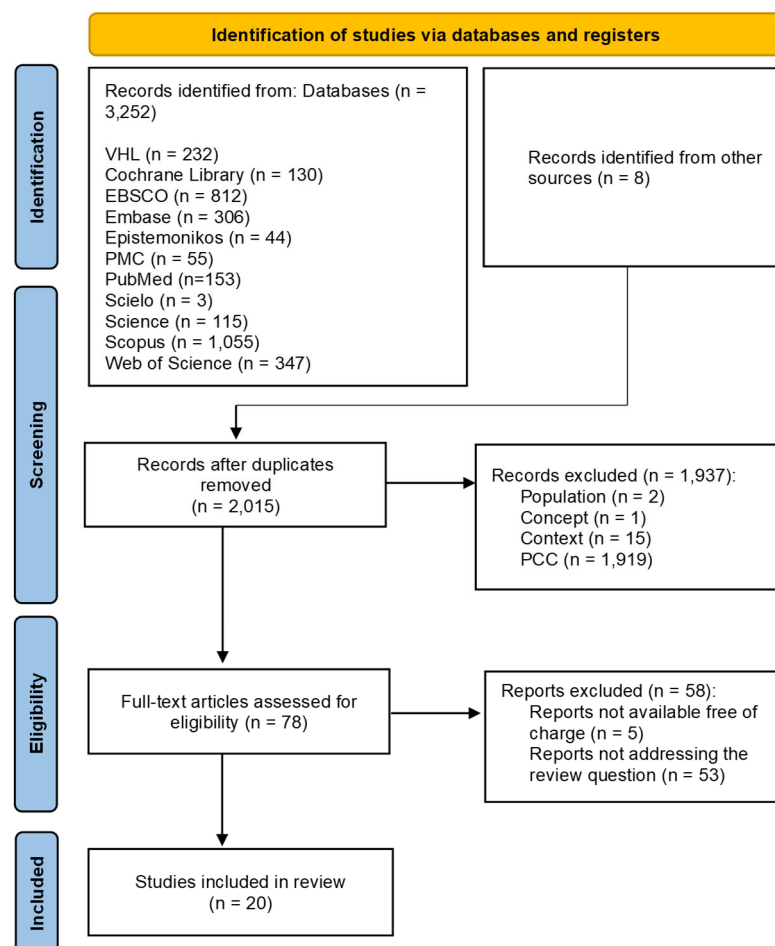 Identification of studies via databases and registers
Identification
Records identified from: Databases (n =
3,252)
VHL (n = 232)
Cochrane Library (n = 130)
EBSCO (n = 812)
Embase (n = 306)
Epistemonikos (n = 44)
PMC (n = 55)
PubMed (n=153)
Scielo (n = 3)
Science (n = 115)
Scopus (n = 1,055)
Web of Science (n = 347)
Records identified from other
sources (n = 8)
Screening
Records after duplicates
removed
(n = 2,015)
Records excluded (n = 1,937):
Population (n = 2)
Concept (n = 1)
Context (n = 15)
PCC (n = 1,919)
Eligibility
Full-text articles assessed for
eligibility (n = 78)
Reports excluded (n = 58):
Reports not available free of
charge (n = 5)
Reports not addressing the
review question (n = 53)
Included
Studies included in review
(n = 20)